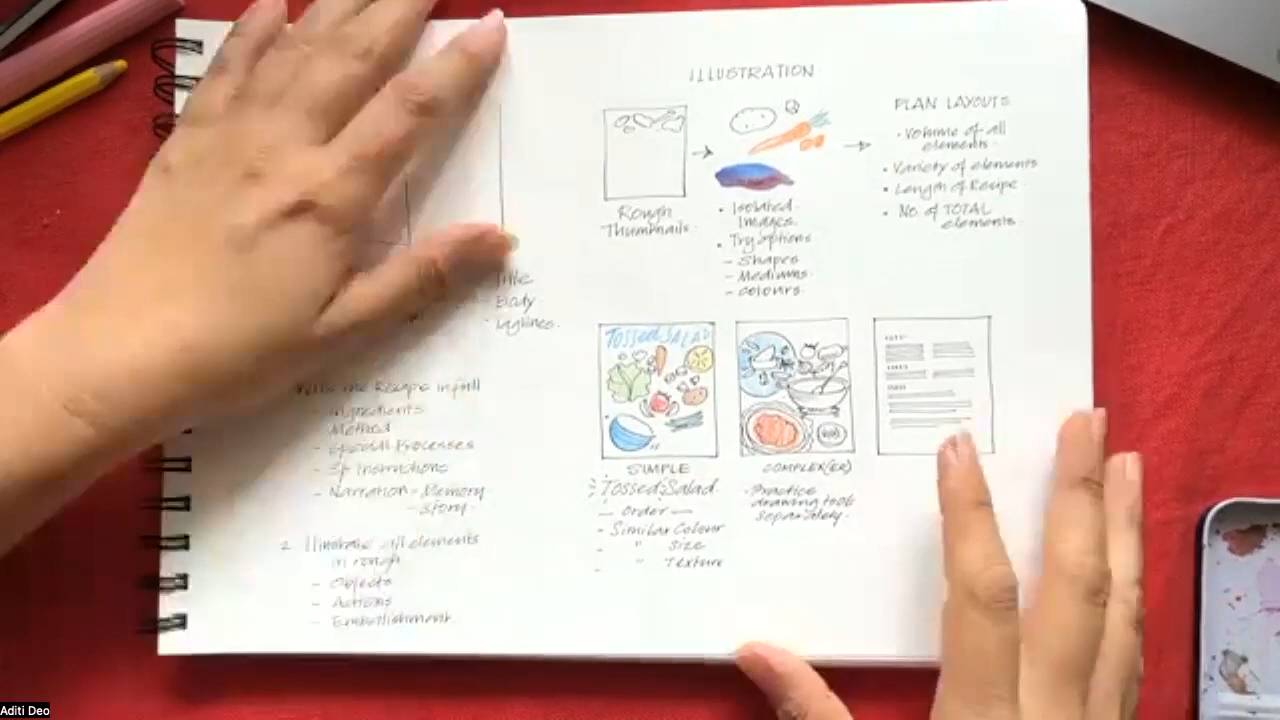 ILLUSTRATION
Rough
Thumbnails.
• Isolated
Images.
• Try options
- Shapes
- Mediums.
- colours.
PLAN LAYOUTS
• Volume of all
elements.
• Variety of elements
• Length of Recipe
• No of TOTAL
elements.
Title
- Body
Taglines.
the Recipe in full
- Ingredients
- Method
- Special Processes
- Sp Instructions
- Narration - Memory
- Story.
2. Illustrate all elements
in rough
- Objects
- Actions
- Embellishment.
TOSSED SALAD
SIMPLE
Tossed Salad
— order —
- Similar Colour
- " Size
- " Texture
COMPLEX(ER)
• Practice
drawing tools
separately.
Aditi Deo